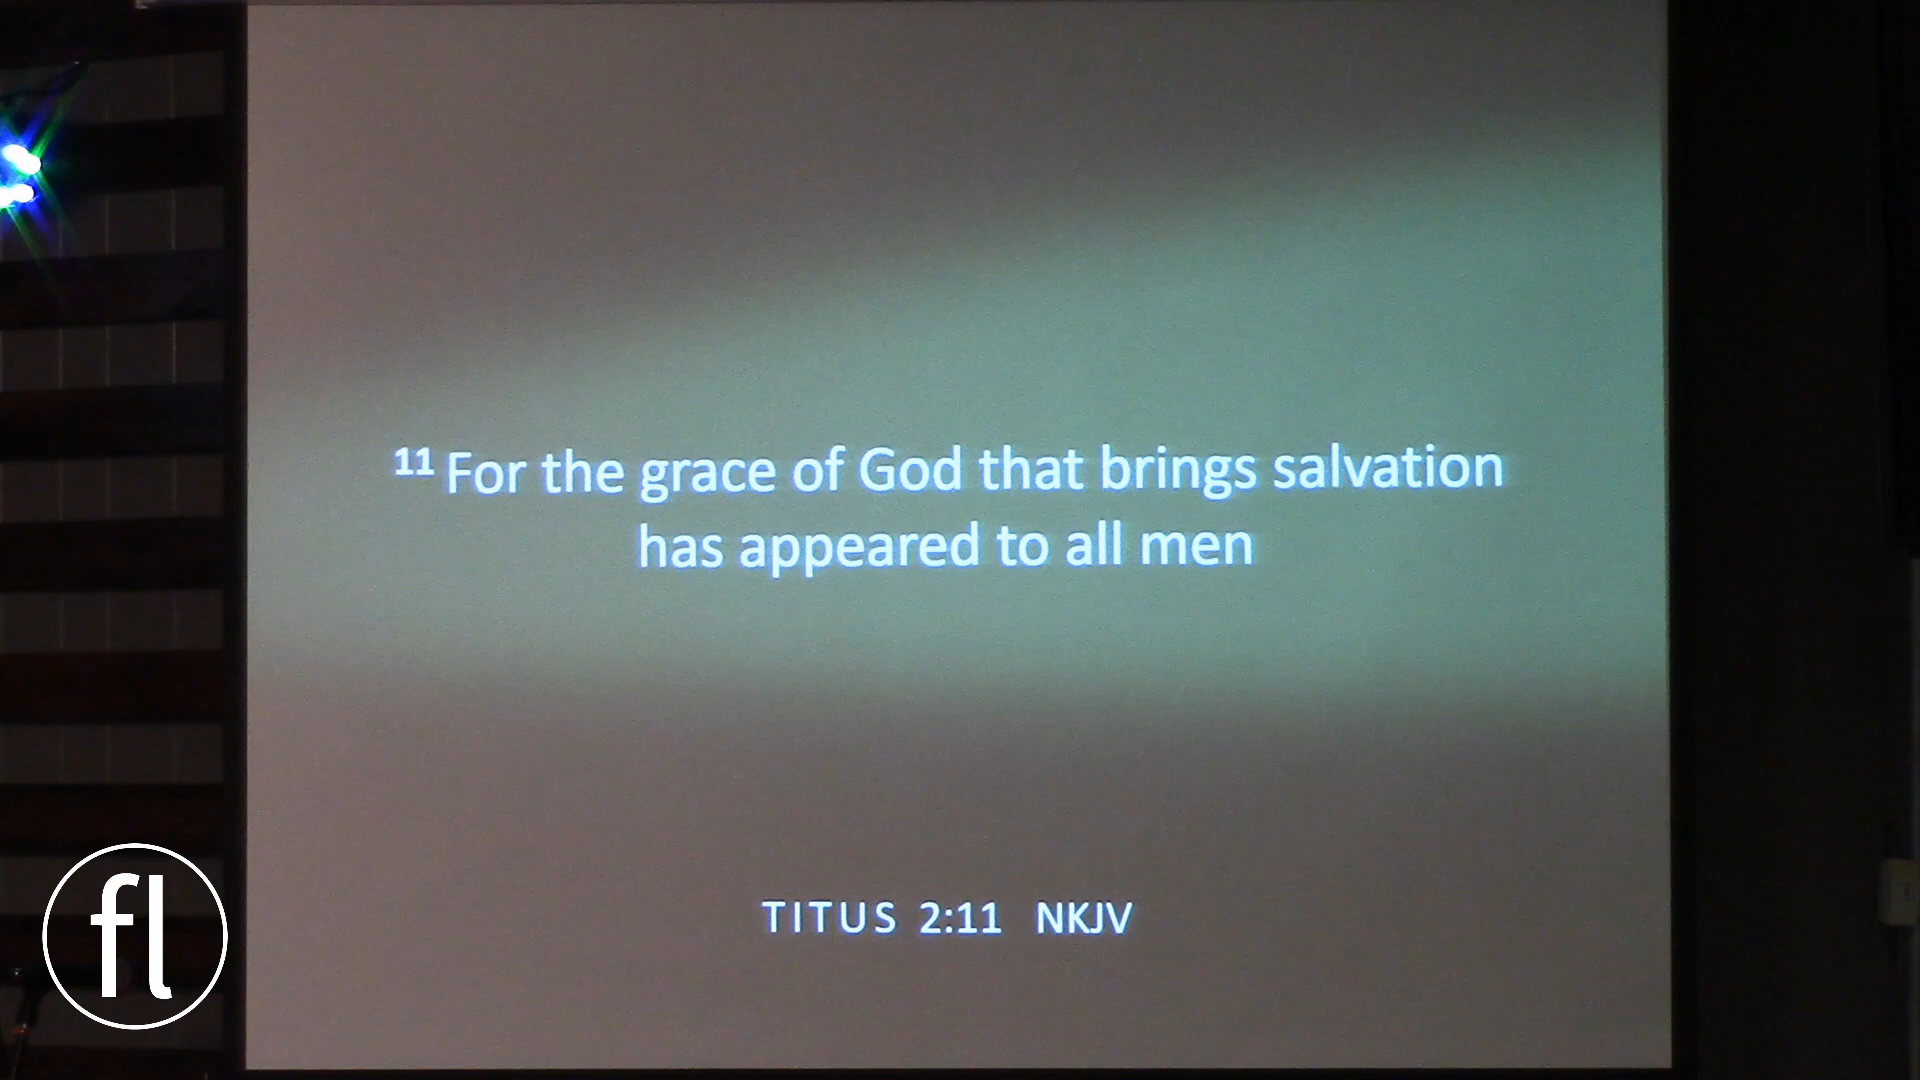 ¹¹ For the grace of God that brings salvation
has appeared to all men
TITUS 2:11 NKJV
fl